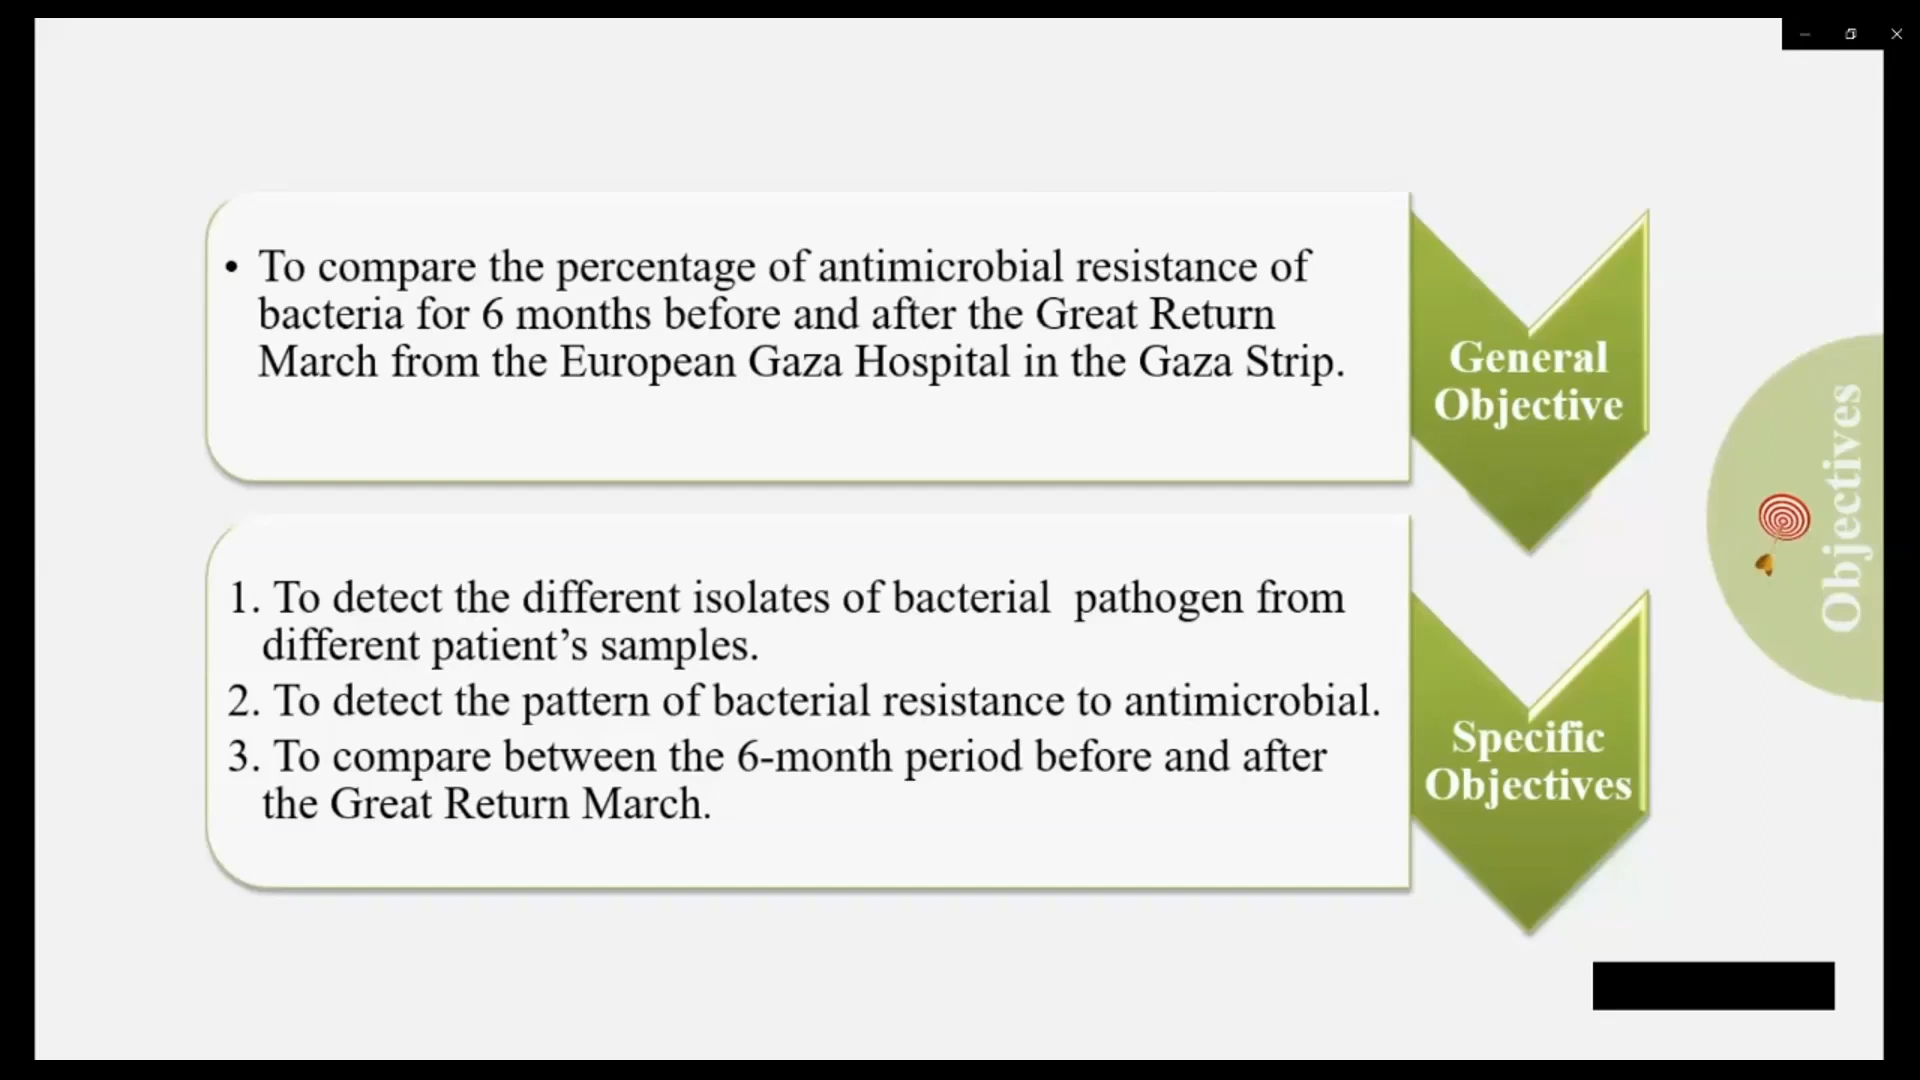 • To compare the percentage of antimicrobial resistance of
bacteria for 6 months before and after the Great Return
March from the European Gaza Hospital in the Gaza Strip.
General
Objective
1. To detect the different isolates of bacterial  pathogen from
different patient’s samples.
2. To detect the pattern of bacterial resistance to antimicrobial.
3. To compare between the 6-month period before and after
the Great Return March.
Specific
Objectives
Objectives